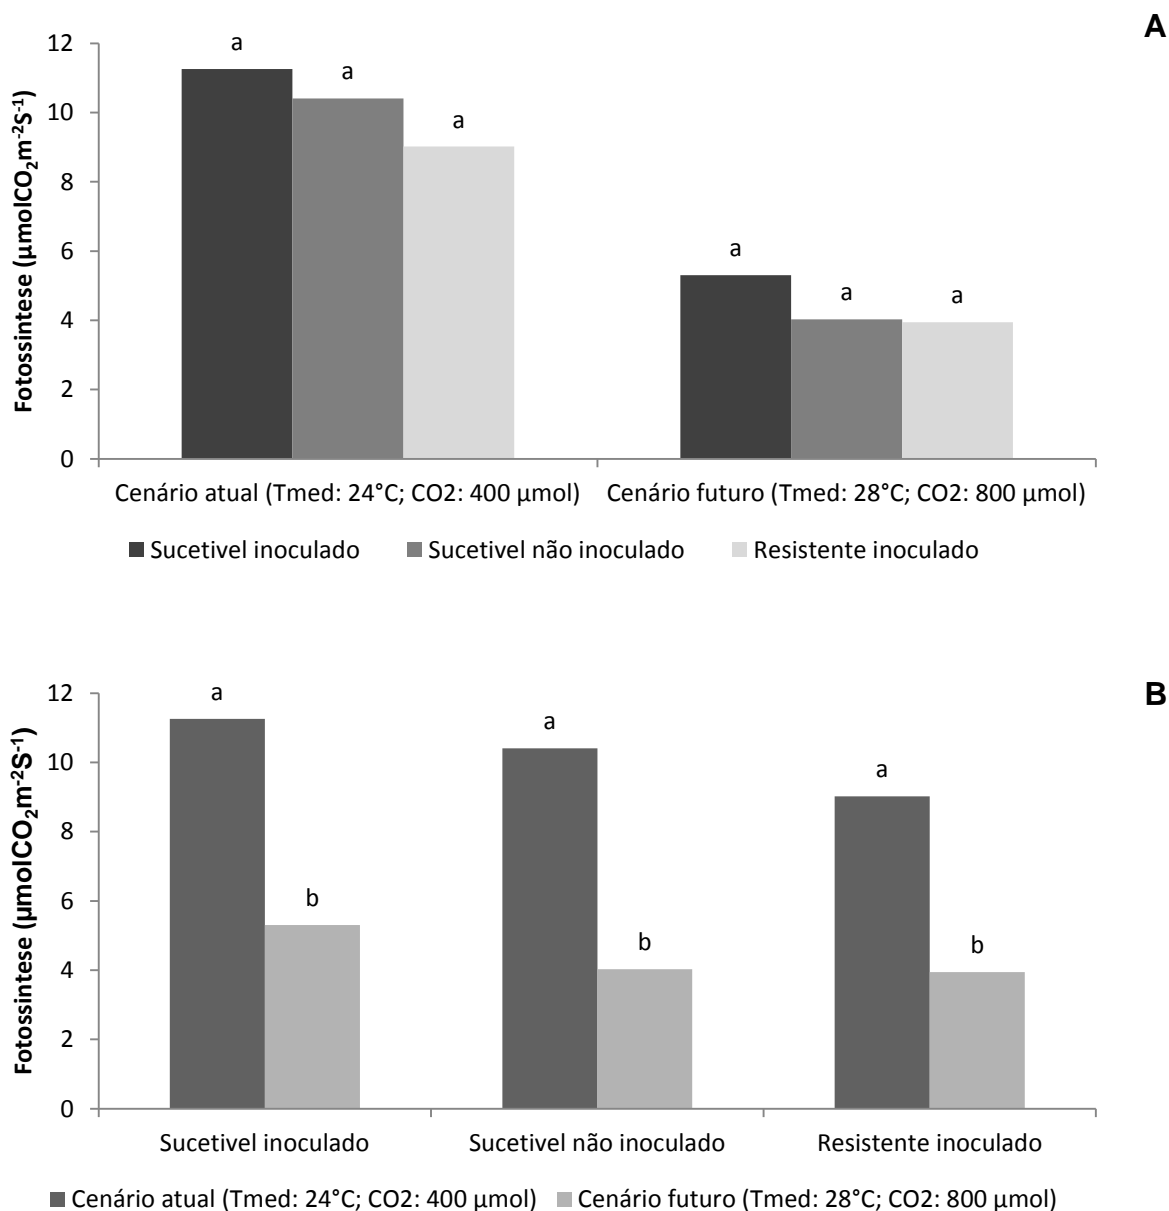 A
Fotossintese (µmolCO₂m⁻²S⁻¹)
12
10
8
6
4
2
0
a
a
a
a
a
a
Cenário atual (Tmed: 24°C; CO2: 400 µmol)
Cenário futuro (Tmed: 28°C; CO2: 800 µmol)
Sucetivel inoculado
Sucetivel não inoculado
Resistente inoculado
B
Fotossintese (µmolCO₂m⁻²S⁻¹)
12
10
8
6
4
2
0
a
b
a
b
a
b
Sucetivel inoculado
Sucetivel não inoculado
Resistente inoculado
Cenário atual (Tmed: 24°C; CO2: 400 µmol)
Cenário futuro (Tmed: 28°C; CO2: 800 µmol)